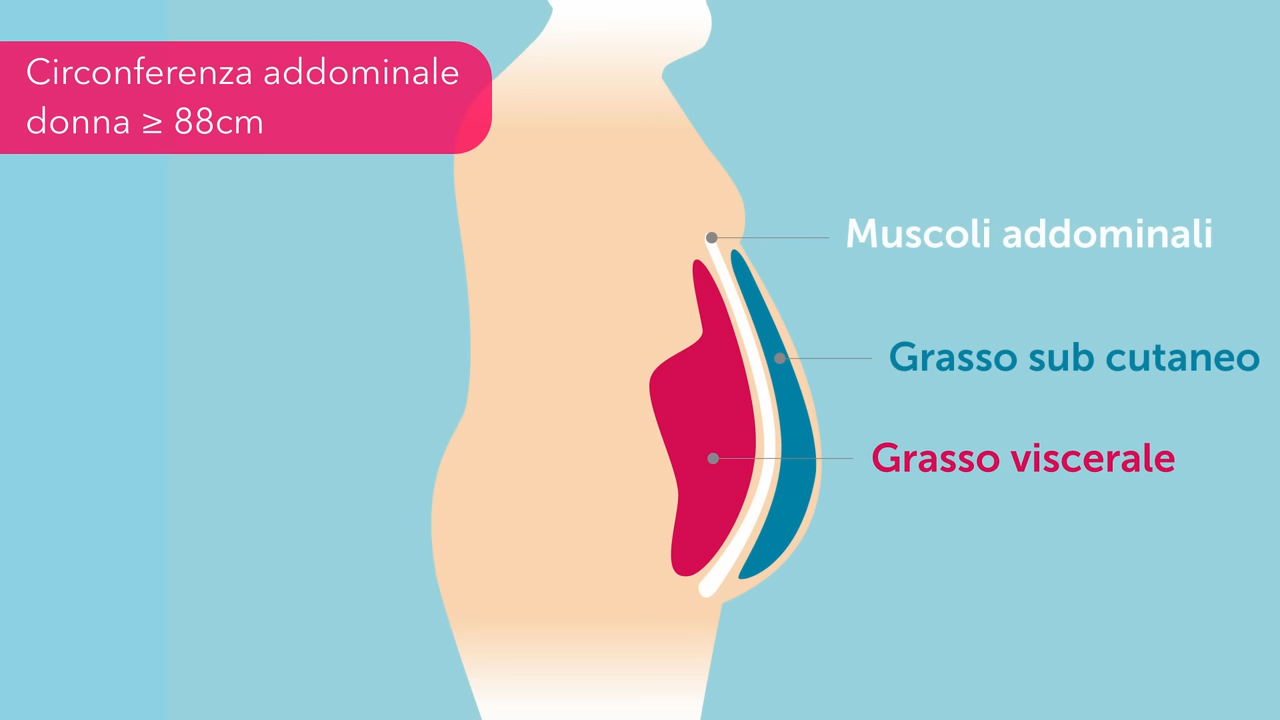 Circonferenza addominale
donna ≥ 88cm
Muscoli addominali
Grasso sub cutaneo
Grasso viscerale